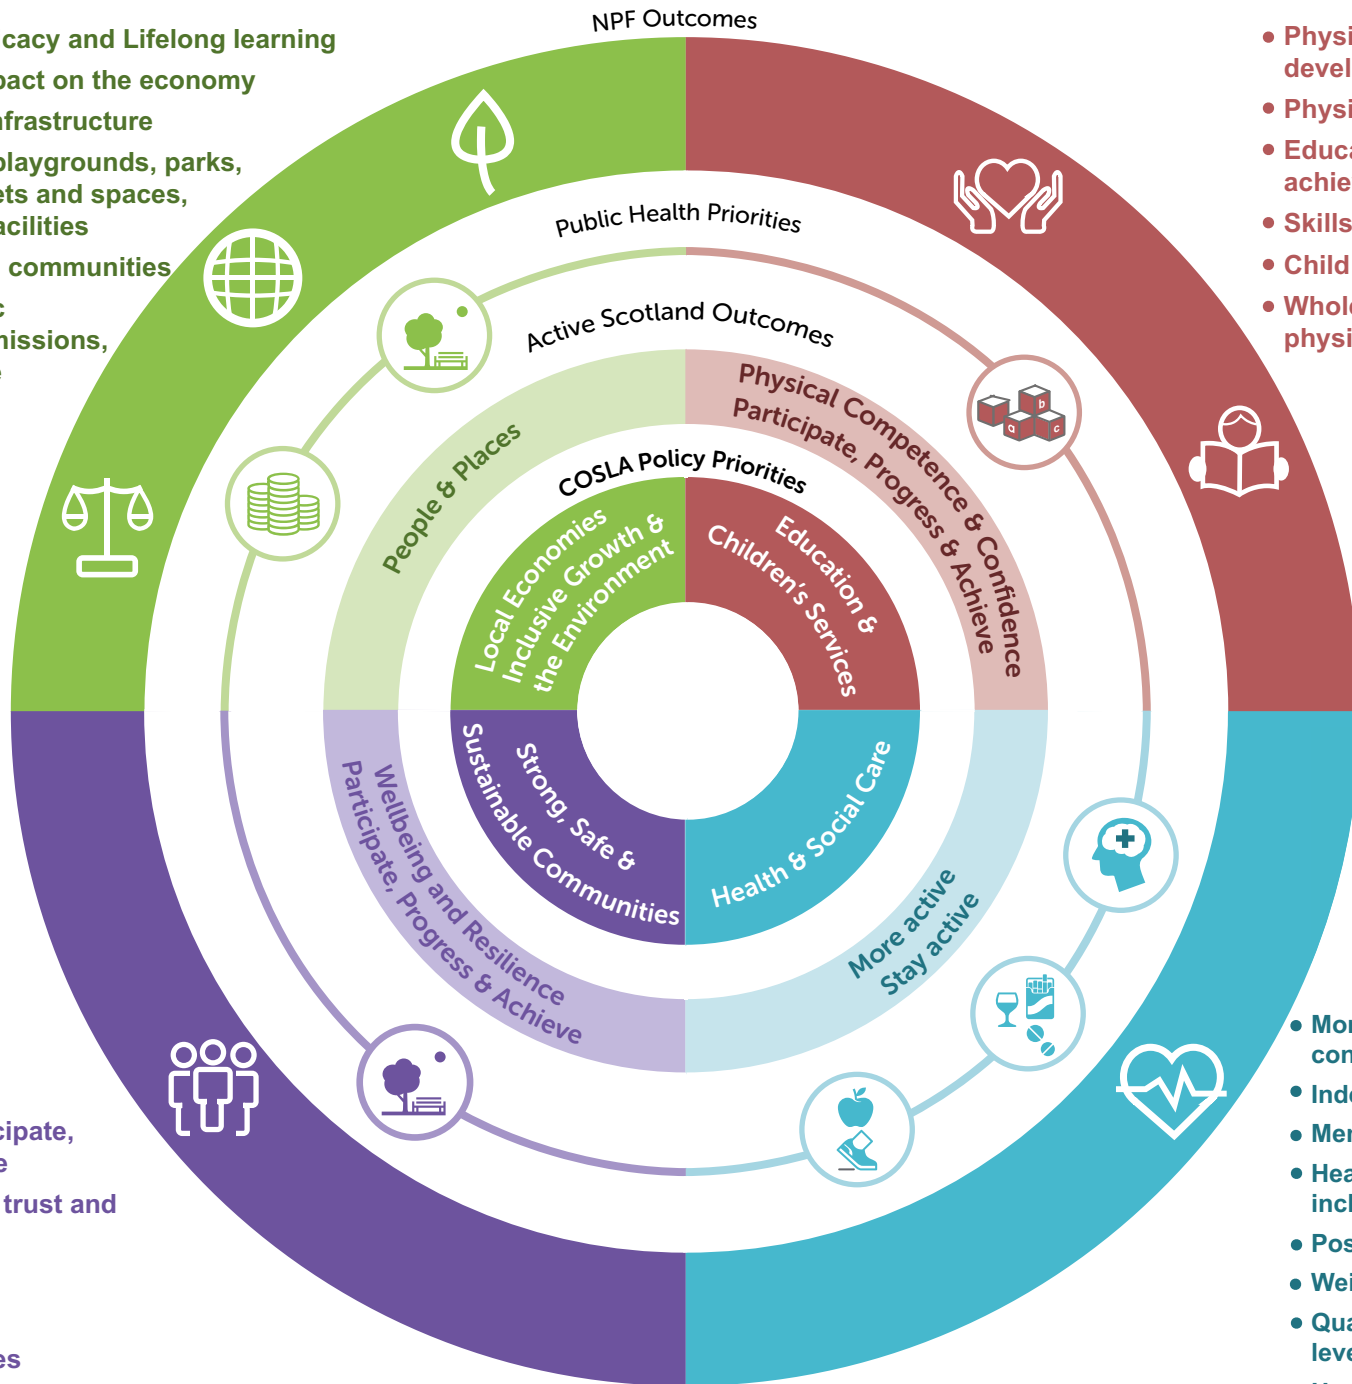 NPF Outcomes
cacy and Lifelong learning
pact on the economy
nfrastructure
playgrounds, parks,
ets and spaces,
acilities
communities
c
nissions,
e
Physi
devel
Physi
Educa
achie
Skills
Child
Whole
physi
Public Health Priorities
Active Scotland Outcomes
People & Places
Physical Competence & Confidence
Participate, Progress & Achieve
COSLA Policy Priorities
Local Economies
Inclusive Growth &
the Environment
Education &
Children's Services
b
a
c
Strong, Safe &
Sustainable Communities
Health & Social Care
Wellbeing and Resilience
Participate, Progress & Achieve
More active
Stay active
cipate,
e
trust and
es
Mor
con
Inde
Men
Hea
incl
Pos
Wei
Qua
leve